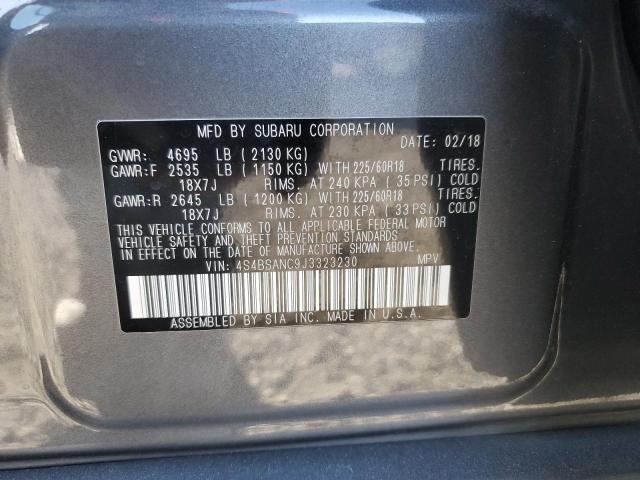 MFD BY SUBARU CORPORATION
DATE: 02/18
GVWR: 4695 LB ( 2130 KG)
GAWR:F 2535 LB ( 1150 KG) WITH 225/60R18 TIRES.
18X7J RIMS. AT 240 KPA ( 35 PSI) COLD
GAWR:R 2645 LB ( 1200 KG) WITH 225/60R18 TIRES.
18X7J RIMS. AT 230 KPA ( 33 PSI) COLD
THIS VEHICLE CONFORMS TO ALL APPLICABLE FEDERAL MOTOR
VEHICLE SAFETY AND THEFT PREVENTION STANDARDS
IN EFFECT ON THE DATE OF MANUFACTURE SHOWN ABOVE.
VIN: 4S4BSANC9J3323230 MPV
ASSEMBLED BY SIA INC. MADE IN U.S.A.